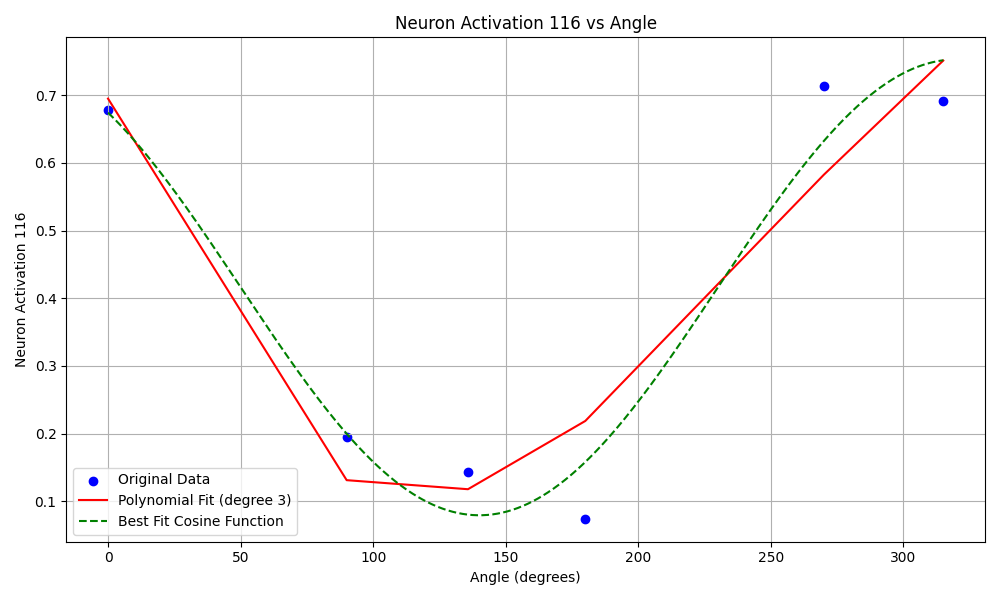 Neuron Activation 116 vs Angle
Neuron Activation 116
0.7
0.6
0.5
0.4
0.3
0.2
0.1
Original Data
Polynomial Fit (degree 3)
Best Fit Cosine Function
0 50 100 150 200 250 300
Angle (degrees)